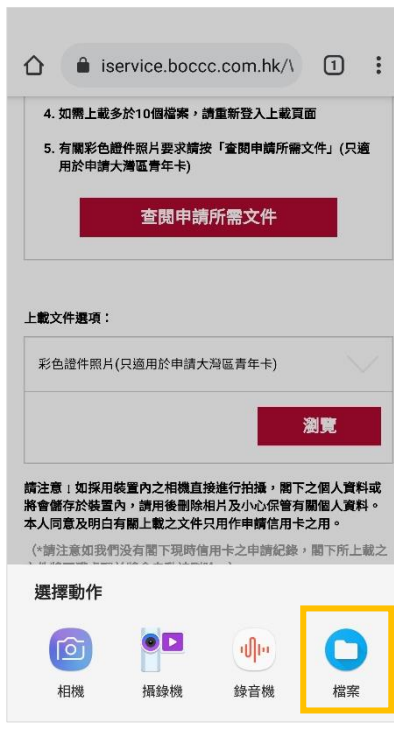 iservice.boccc.com.hk/\
1
4. 如需上載多於10個檔案，請重新登入上載頁面
5. 有關彩色證件照片要求請按「查閱申請所需文件」(只適
用於申請大灣區青年卡)
查閱申請所需文件
上載文件選項：
彩色證件照片(只適用於申請大灣區青年卡)
瀏覽
請注意：如採用裝置內之相機直接進行拍攝，閣下之個人資料或
將會儲存於裝置內，請用後刪除相片及小心保管有關個人資料。
本人同意及明白有關上載之文件只用作申請信用卡之用。
(*請注意如我們没有閣下現時信用卡之申請紀錄，閣下所上載之
選擇動作
相機
攝錄機
錄音機
檔案